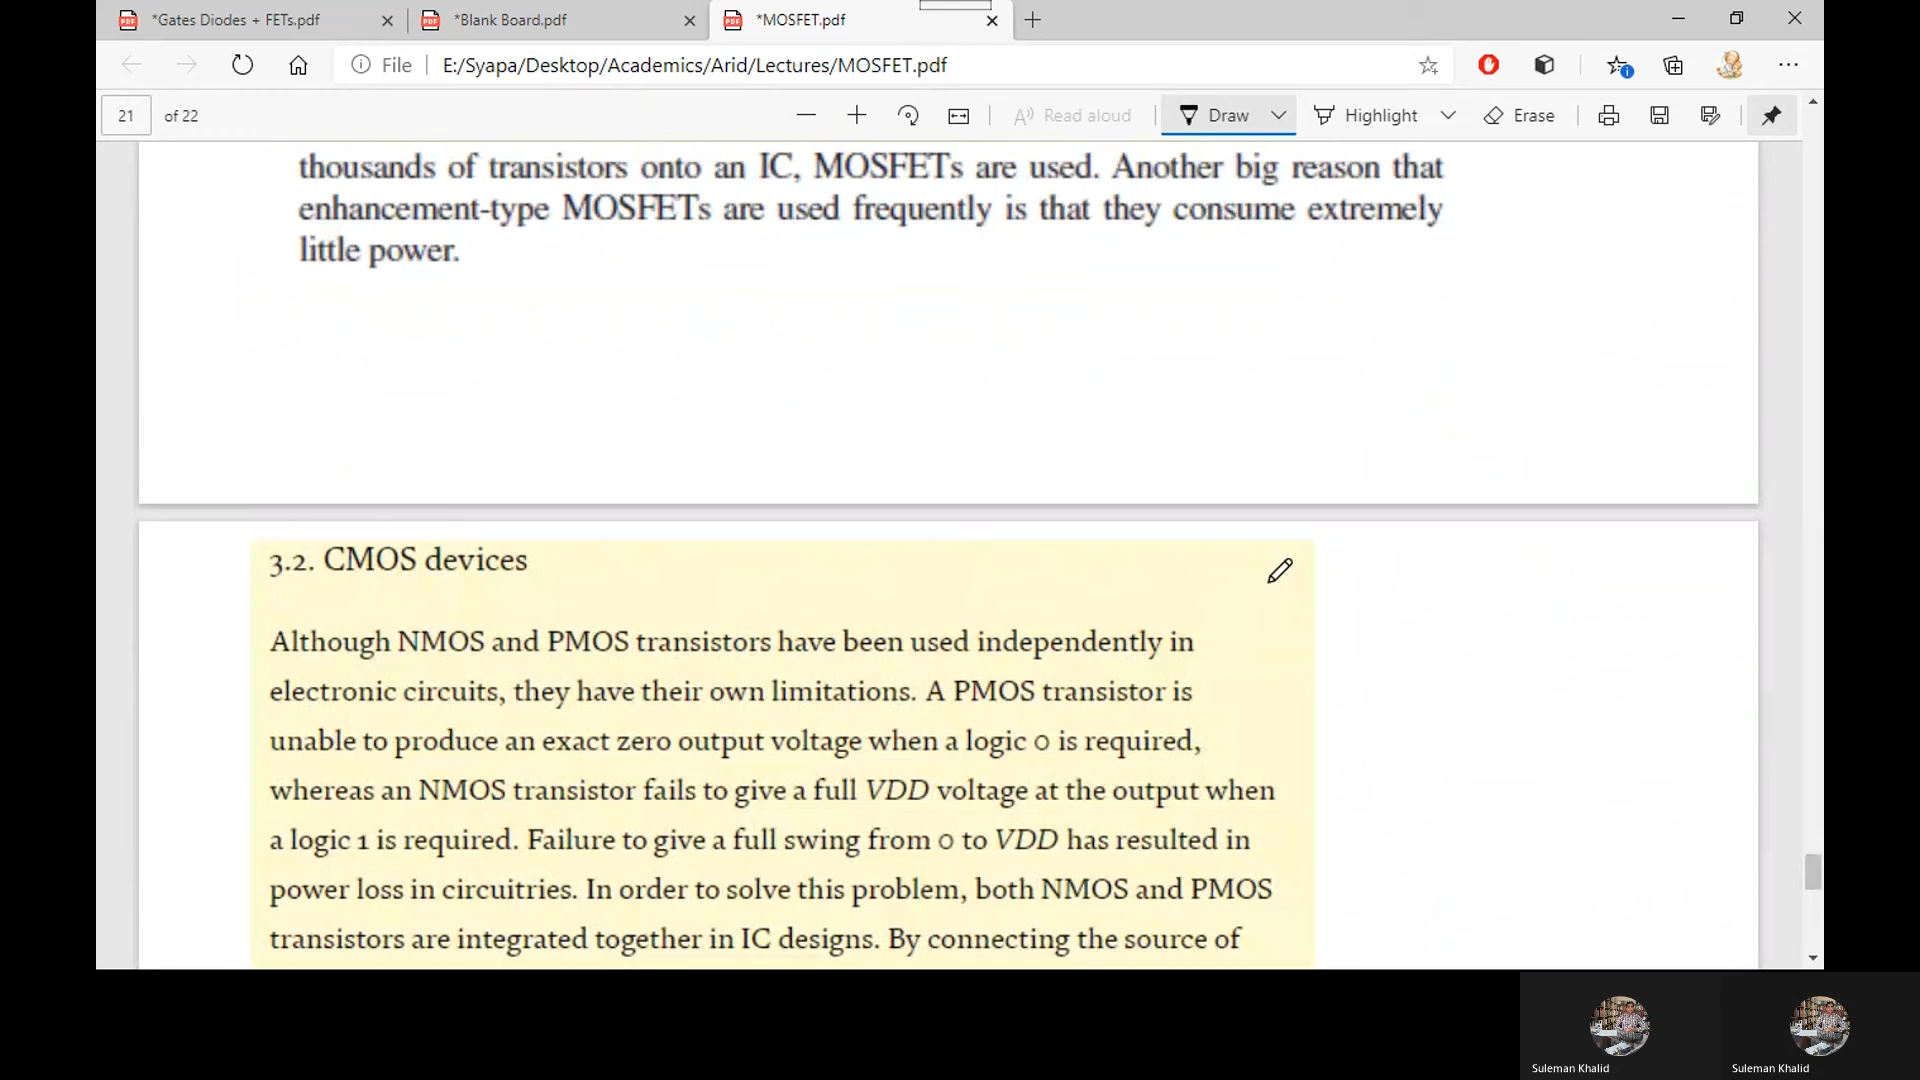 *Gates Diodes + FETs.pdf
*Blank Board.pdf
*MOSFET.pdf
File
E:/Syapa/Desktop/Academics/Arid/Lectures/MOSFET.pdf
21 of 22
Read aloud
Draw
Highlight
Erase
thousands of transistors onto an IC, MOSFETs are used. Another big reason that
enhancement-type MOSFETs are used frequently is that they consume extremely
little power.
3.2. CMOS devices
Although NMOS and PMOS transistors have been used independently in
electronic circuits, they have their own limitations. A PMOS transistor is
unable to produce an exact zero output voltage when a logic 0 is required,
whereas an NMOS transistor fails to give a full VDD voltage at the output when
a logic 1 is required. Failure to give a full swing from 0 to VDD has resulted in
power loss in circuitries. In order to solve this problem, both NMOS and PMOS
transistors are integrated together in IC designs. By connecting the source of
Suleman Khalid
Suleman Khalid